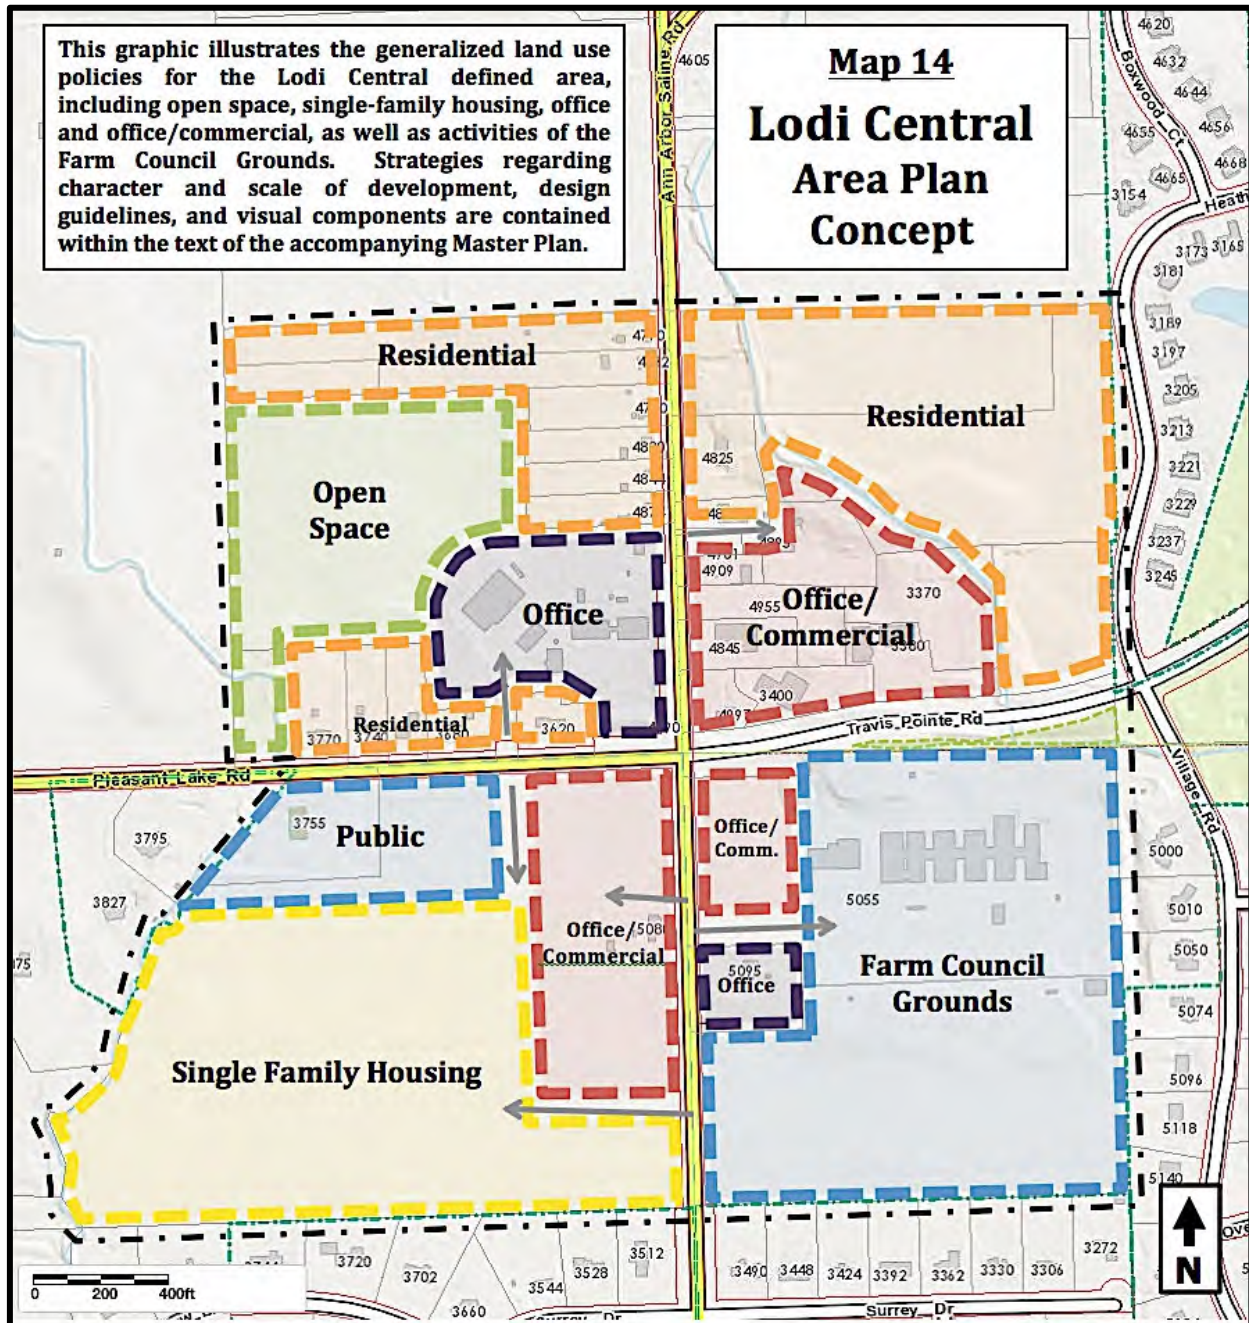 This graphic illustrates the generalized land use
policies for the Lodi Central defined area,
including open space, single-family housing, office
and office/commercial, as well as activities of the
Farm Council Grounds. Strategies regarding
character and scale of development, design
guidelines, and visual components are contained
within the text of the accompanying Master Plan.
Map 14
Lodi Central
Area Plan
Concept
Ann Arbor Saline Rd
4605
Boxwood Ct
4620
4632
4644
4656
4655
4668
4665
3154
Heath
3173
3165
3181
3189
3197
3205
3213
3221
3229
3237
3245
Residential
Residential
4825
Open
Space
Office
4909
4955
3370
Office/
Commercial
4845
3400
Residential
3770
3740
3620
Travis Pointe Rd
Pleasant Lake Rd
Village Rd
3795
3755
Public
3827
Office/
Comm.
5055
5000
5010
5050
5074
5096
5118
5140
Office/
Commercial
5095
Office
Farm Council
Grounds
Single Family Housing
N
0 200 400ft
3720
3702
3660
3544
3528
3512
3490
3448
3424
3392
3362
3330
3306
3272
Surrey Dr
Surrey Dr